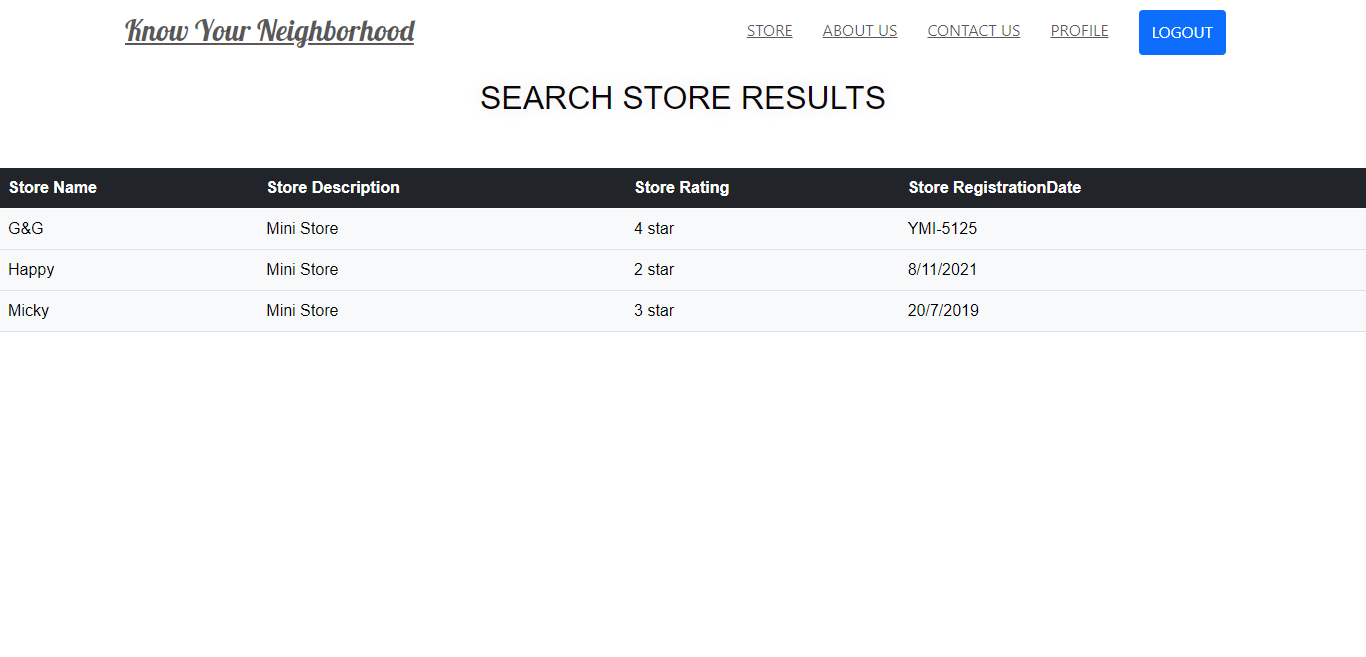 Know Your Neighborhood STORE ABOUT US CONTACT US PROFILE LOGOUT
SEARCH STORE RESULTS
Store Name Store Description Store Rating Store RegistrationDate
G&G Mini Store 4 star YMI-5125
Happy Mini Store 2 star 8/11/2021
Micky Mini Store 3 star 20/7/2019